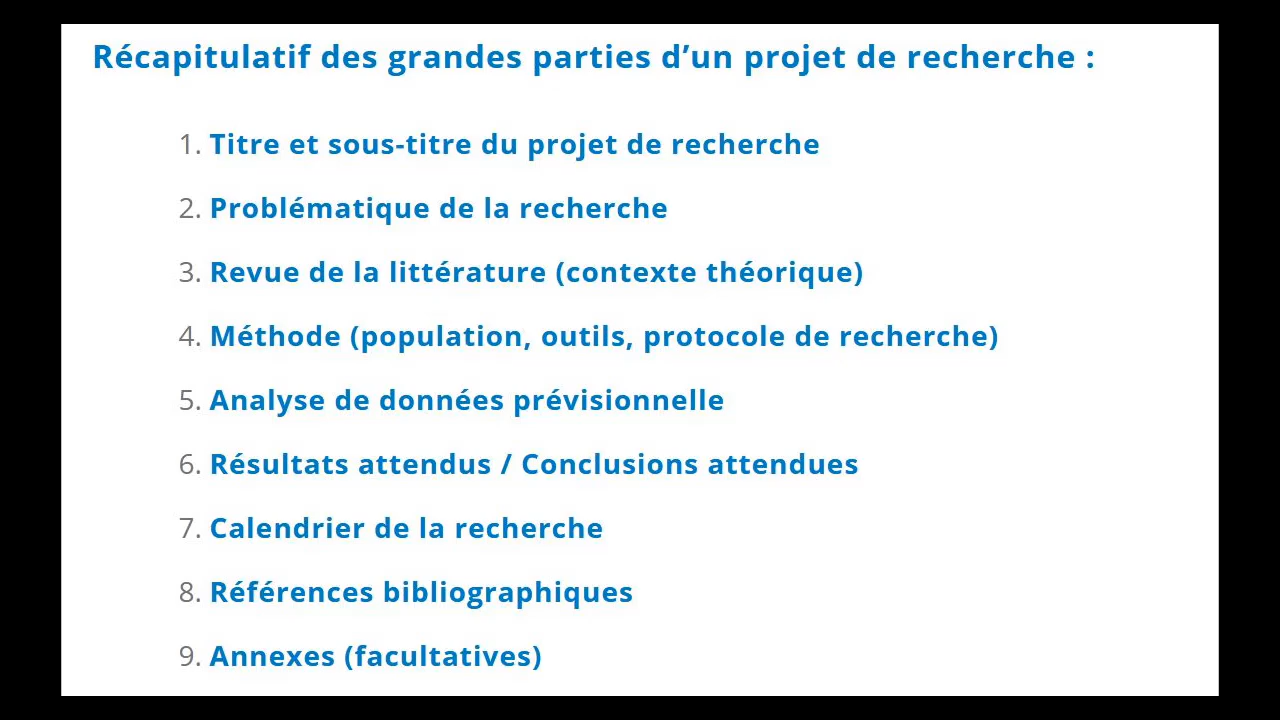 Récapitulatif des grandes parties d’un projet de recherche :
1. Titre et sous-titre du projet de recherche
2. Problématique de la recherche
3. Revue de la littérature (contexte théorique)
4. Méthode (population, outils, protocole de recherche)
5. Analyse de données prévisionnelle
6. Résultats attendus / Conclusions attendues
7. Calendrier de la recherche
8. Références bibliographiques
9. Annexes (facultatives)